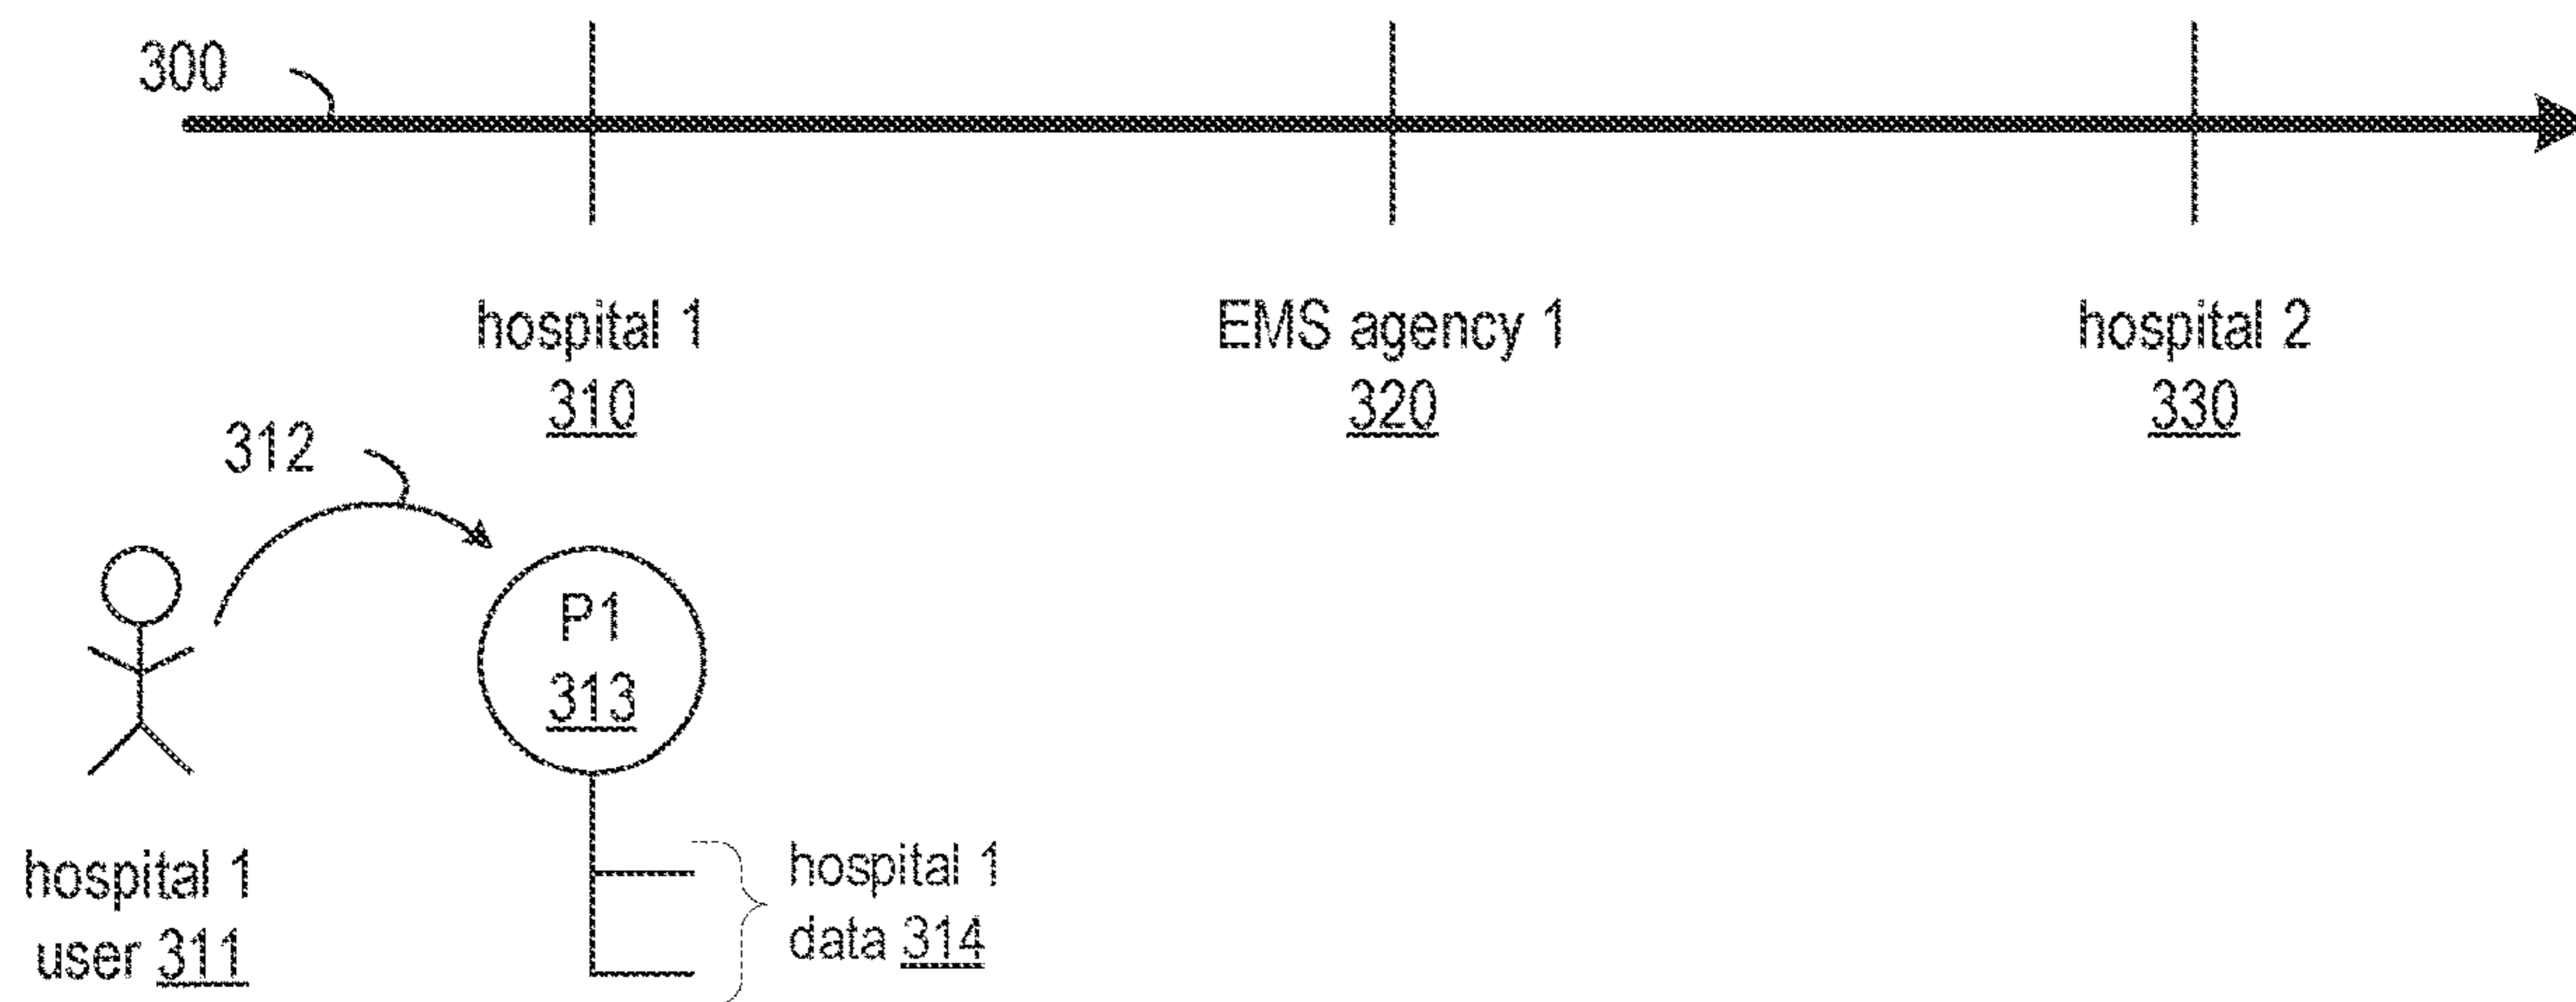 300
hospital 1
310
EMS agency 1
320
hospital 2
330
312
P1
313
hospital 1
user 311
hospital 1
data 314